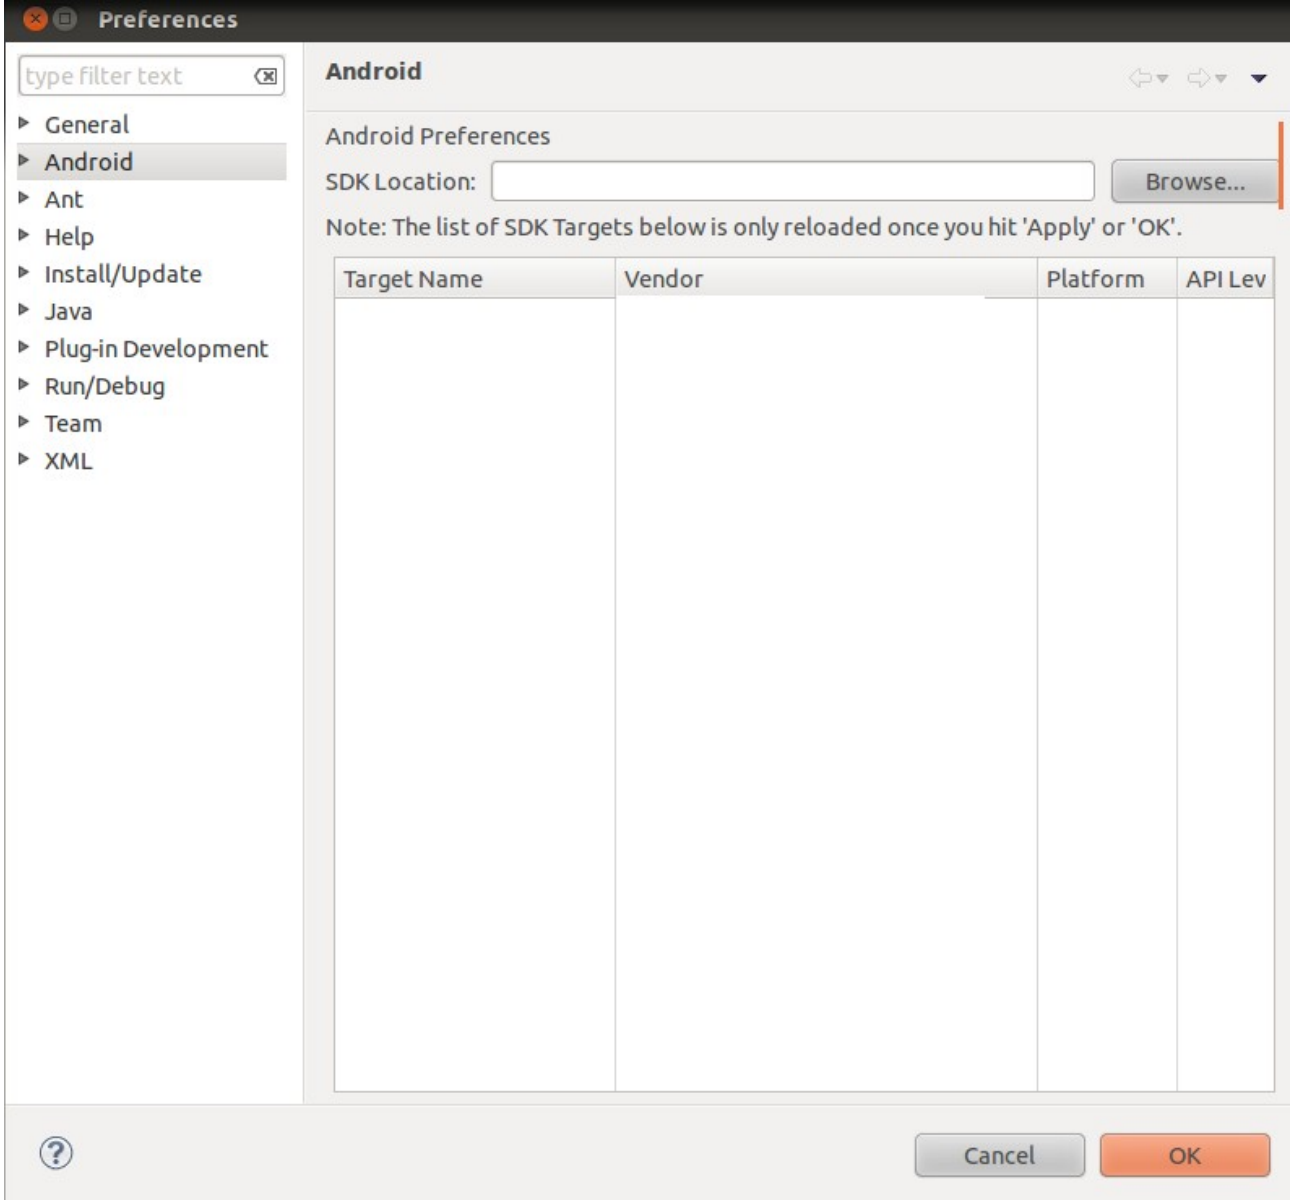 Preferences
type filter text
General
Android
Ant
Help
Install/Update
Java
Plug-in Development
Run/Debug
Team
XML
Android
Android Preferences
SDK Location: Browse...
Note: The list of SDK Targets below is only reloaded once you hit 'Apply' or 'OK'.
Target Name Vendor Platform API Lev
Cancel OK